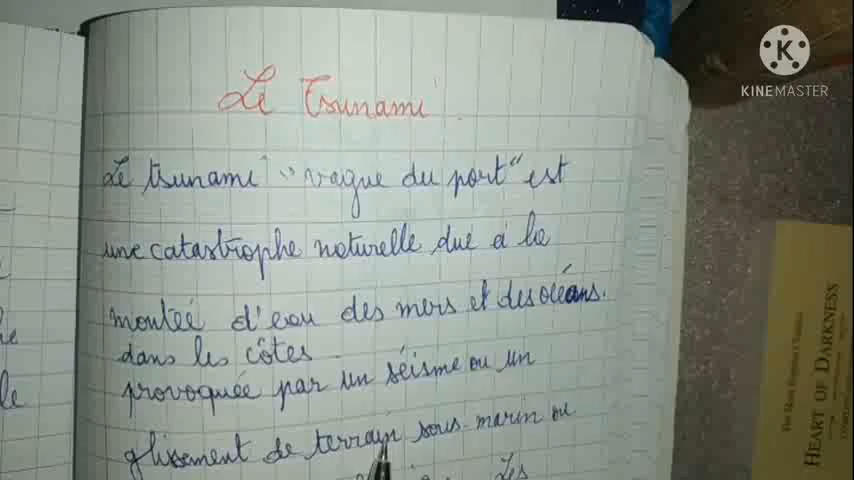 K
KINEMASTER
Le Tsunami
Le tsunami "vague du port" est
une catastrophe naturelle due à la
montée d'eau des mers et des océans.
dans les côtes
provoquée par un séisme ou un
glissement de terrain sous-marin ou
Les
le
HEART OF DARKNESS